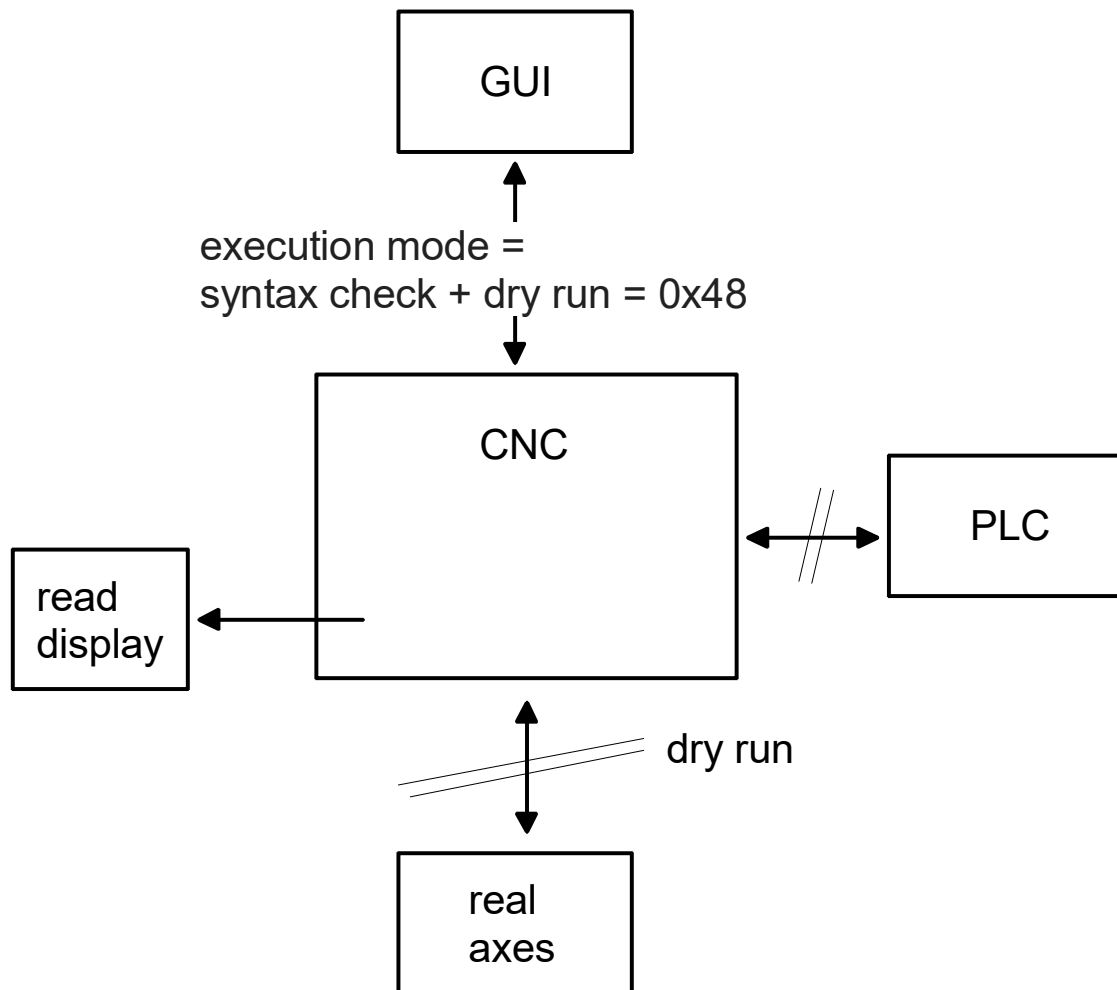 GUI
execution mode =
syntax check + dry run = 0x48
CNC
PLC
read
display
dry run
real
axes